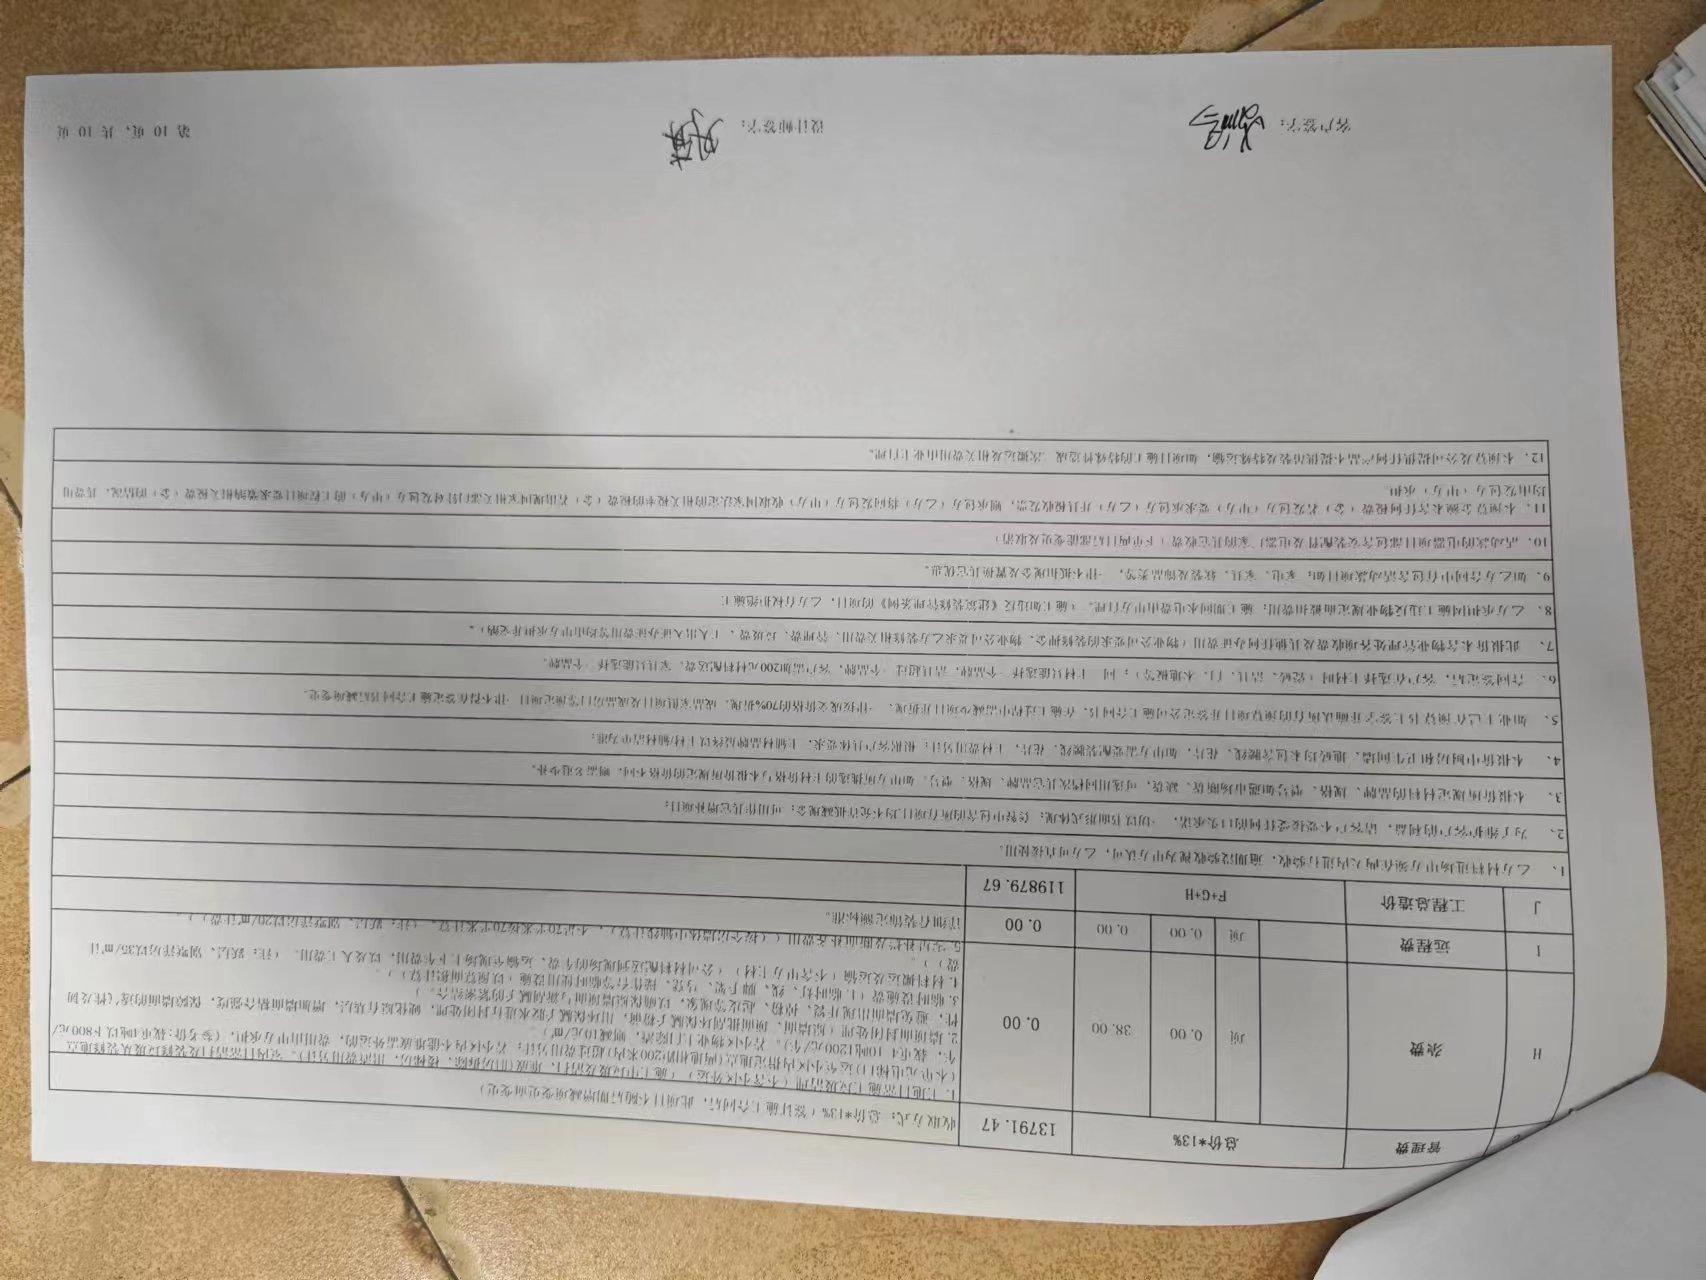 管理费 总价*13% 13791.47 收取方式：总价*13%（签订施工合同后，此项目不随后期增减项变更而变更）
H 杂费 项 0.00 38.00 0.00
1.工地日常施工垃圾清理（不含小区外运）（施工中垃圾及清扫、堆放(旧房拆除、楼梯房，出渣费用另计)。室内日常清扫及装修垃圾从装修地点
(本单元电梯口)运至小区内指定地点(两地相距200米内)超过费用另计；若小区内不能堆放需外运的，费用由甲方承担，(参考价:载重4吨以下800元/
车，载重4-10吨1200元/车)。若小区物业上门除渣，则减10元/㎡）。
2.墙顶面封闭处理（原墙面、顶面批刮环保腻子粉前，用环保腻子胶水进行封闭处理，硬化原有基层，增加墙面粘合强度，保障墙面的透气性及韧
性，避免墙面出现开裂、掉粉、起皮等现象，以确保原墙顶面与新刮腻子的紧密结合。）
3.临时设施费（1.临时灯、线、脚手架、马凳、操作台等临时使用设施（以预算面积计算））。
4.材料搬运及运输（不含甲方主材）（公司材料配送到现场的车费、运输至现场上下车费用，以及人工费用。（注：跃层、别墅洋房以35/㎡计
费））。
5.零星补烂及断面补齐费用（（按全房墙体中轴线计算），不足70平米按70平米计算。（注：跃层、别墅洋房以20/㎡计费））。
I 远程费 项 0.00 0.00 0.00 详细看装饰定额标准。
J 工程总造价 F+G+H 119879.67
1、 乙方材料进场甲方须在两天内进行验收，逾期没验收视为甲方认可，乙方可直接使用。
2、 为了维护客户的利益，请客户不要接受任何的口头承诺，一切以书面形式体现；套餐中包含的所有项目,均不允许抵减现金；可用作其它增补项目；
3、 本报价所规定材料的品牌、规格、型号如遇市场断货、缺货，可选用同档次其它品牌、规格、型号。如甲方所挑选的主材价格与本报价所规定的价格不同，则需多退少补。
4、 本报价中厨房和卫生间墙、地砖均未包含腰线、花片，如甲方需要配装腰线、花片，主材费用另计；根据客户具体要求，主辅材品牌最终以主材/辅材清单为准；
5、 如业主已在预算书上签字并确认所有的预算项目并签定公司施工合同书，在施工过程中需减少项目并折现，一律按成交价格的70%折现。成品家俱项目及成品房门等预定项目一律不得在签定施工合同书后减项变更。
6、 合同签定后，客户在选择主材时（瓷砖、洁具、门、木地板等）；同一主材只能选择一个品牌，洁具超过一个品牌，客户需加200元材料配送费。家具只能选择一个品牌。
7、 此报价未含物业管理处各项收费及其他任何办证费用（物业公司要求的装修押金、物业公司要求乙方装修相关费用、管理费、垃圾费、工人出入证办证费用等均由甲方承担并交纳）。
8、 乙方承担因施工违反物业规定而被扣费用；施工期间水电费由甲方自理。（施工如违反《建筑装修管理条例》的项目，乙方有权拒绝施工
9、如乙方合同中有包含活动款项目如：家电、家具、软装及饰品类等，一律不抵扣现金及置换其它优惠。
10、活动款的电器项目部包含安装配件及电器厂家的其它收费（下单两日后部能变更及取消）
11、本预算金额未含任何税费（金）若发包方（甲方）要求承包方（乙方）开具税收发票，则承包方（乙方）将向发包方（甲方）收取国家法定的相关税率的税费（金）若出现国家相关部门针对发包方（甲方）的工程项目要求缴纳相关税费（金）的情况，其费用
均由发包方（甲方）承担
12、本预算及公司提供任何产品不提供吊装及特殊运输，如项目施工的特殊性造成二次搬运及相关费用由业主自理。
客户签字： 设计师签字：
第 10 页，共 10 页